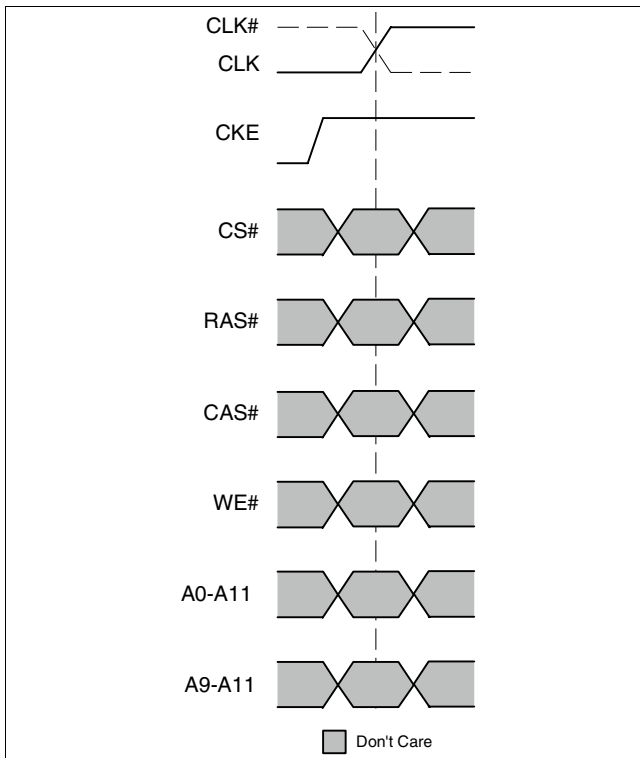 CLK#
CLK
CKE
CS#
RAS#
CAS#
WE#
A0-A11
A9-A11
Don't Care